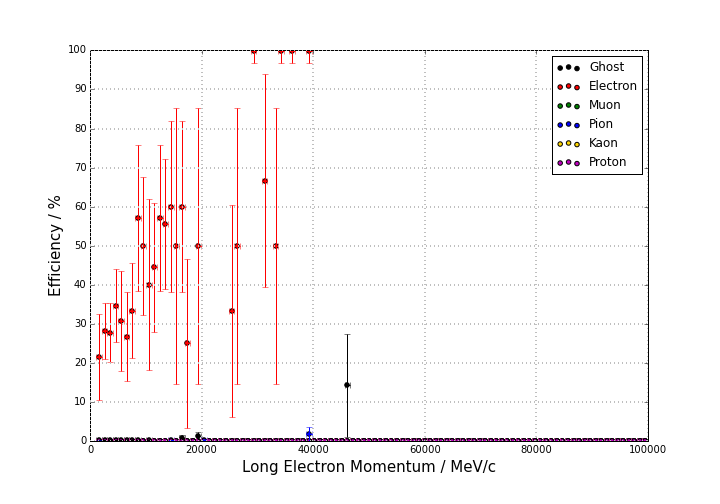 100
90
80
70
60
50
40
30
20
10
0
Efficiency / %
Ghost
Electron
Muon
Pion
Kaon
Proton
0 20000 40000 60000 80000 100000
Long Electron Momentum / MeV/c